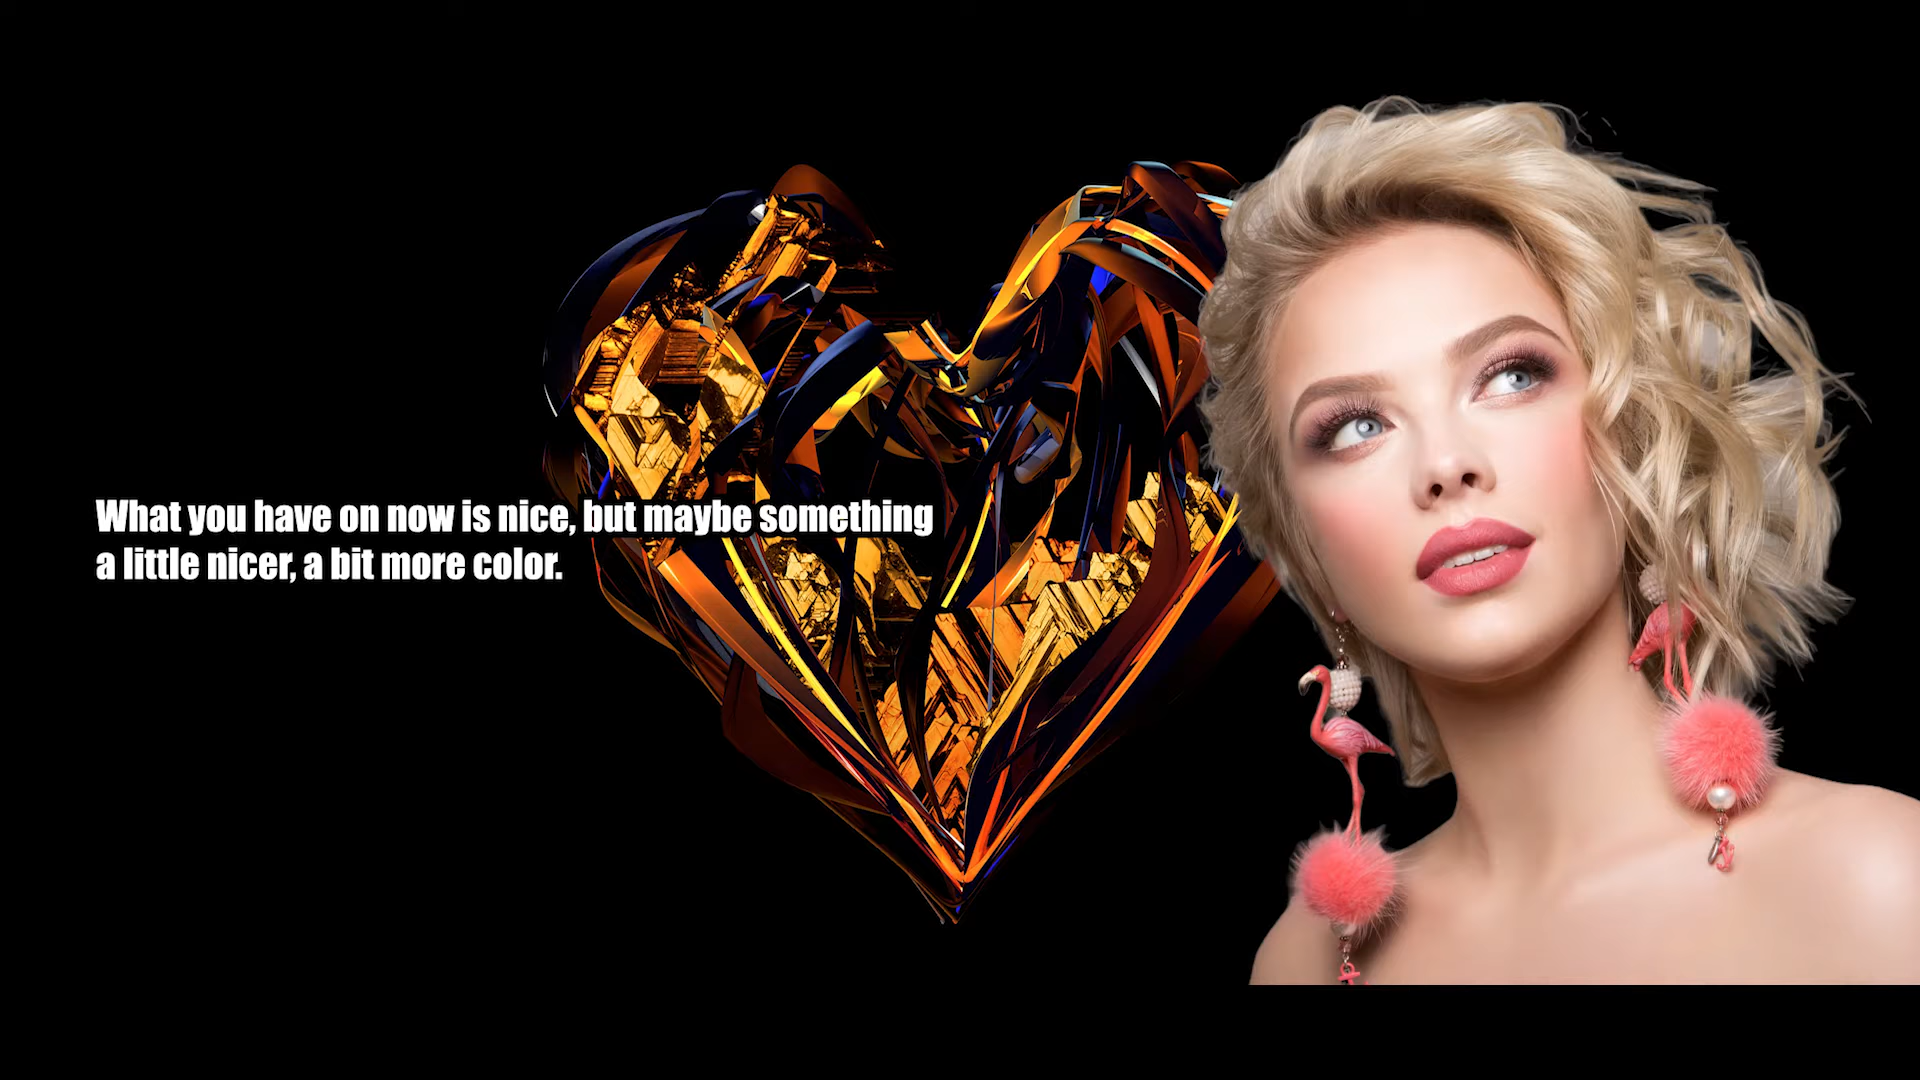 What you have on now is nice, but maybe something
a little nicer, a bit more color.